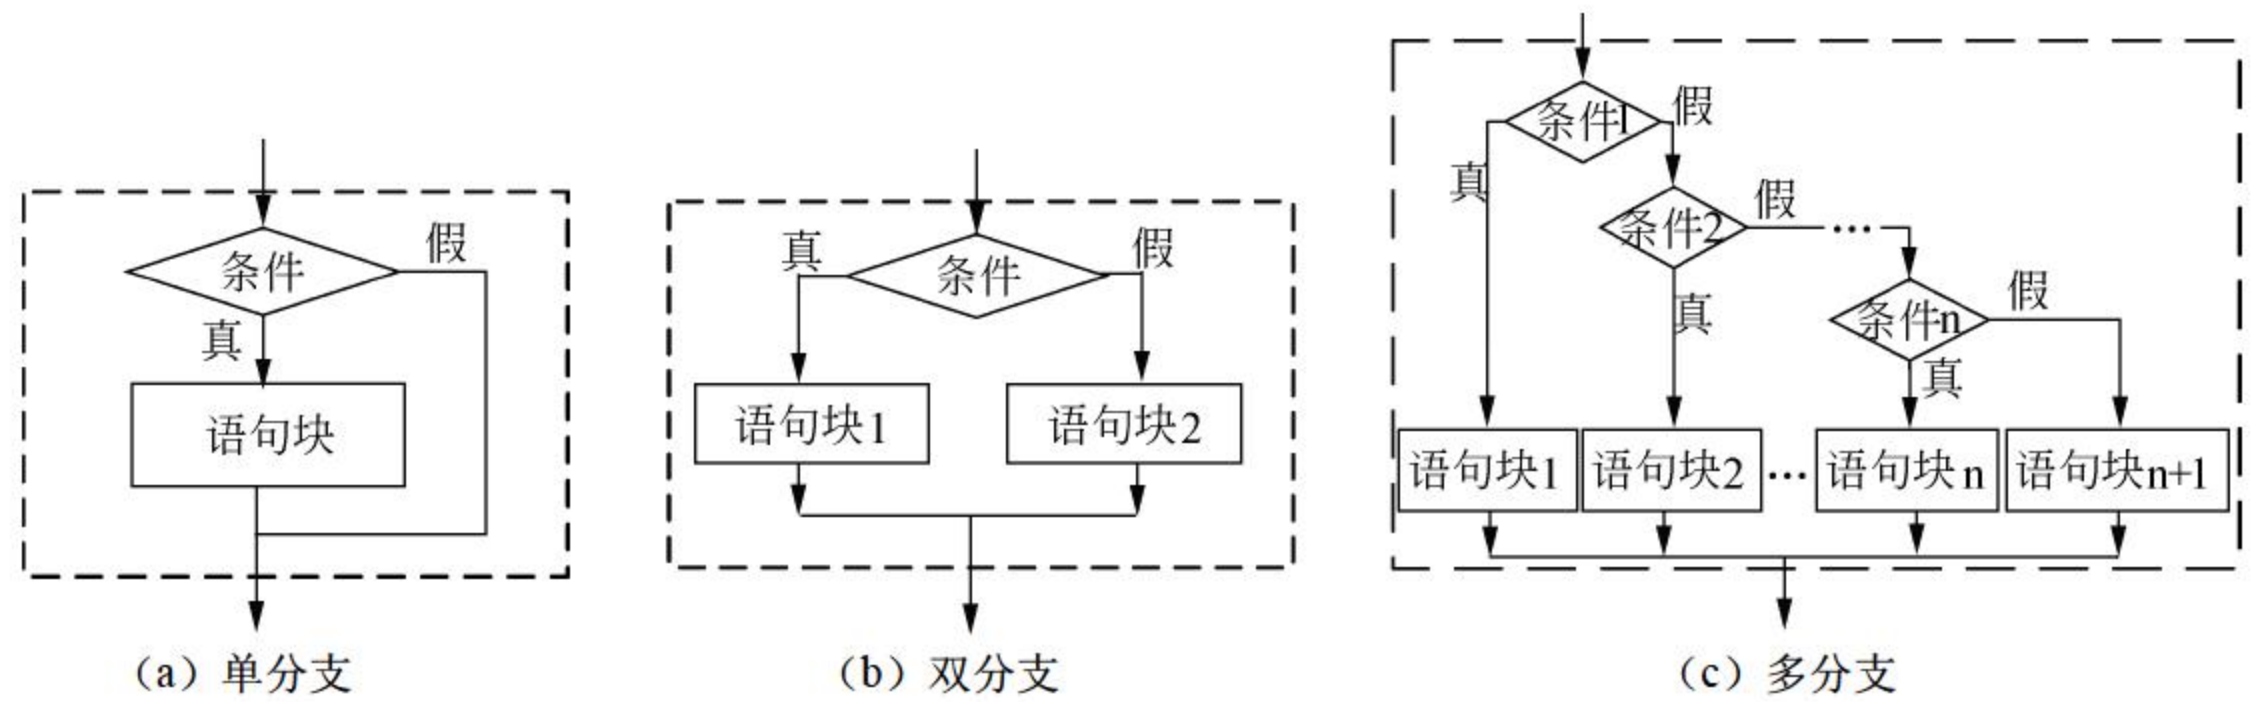 假
条件
真
语句块
(a) 单分支
真
假
条件
语句块1
语句块2
(b) 双分支
条件1
假
真
条件2
假
…
真
条件n
假
真
语句块1
语句块2
…
语句块n
语句块n+1
(c) 多分支